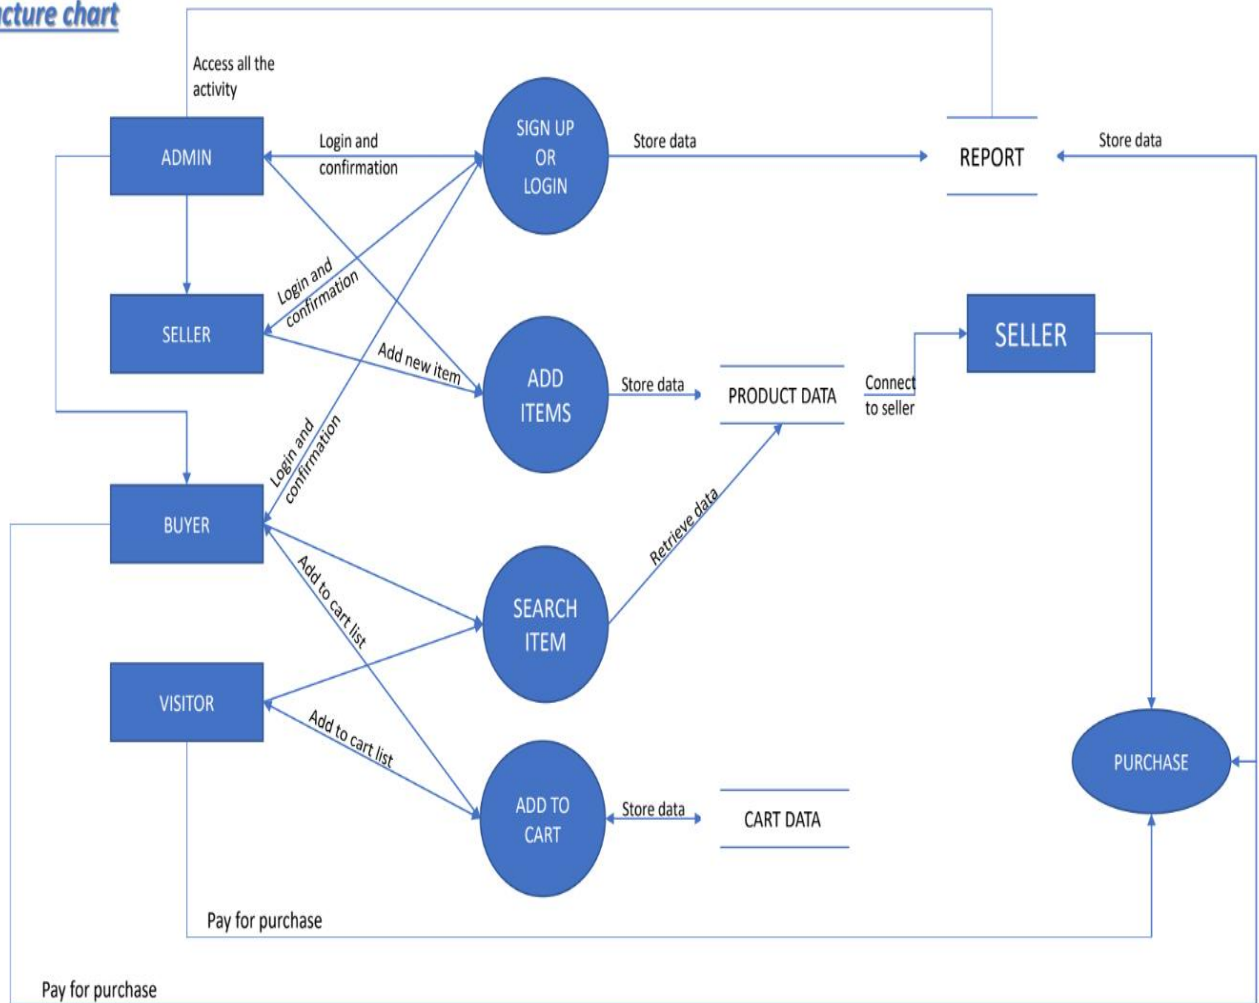 ucture chart
Access all the
activity
ADMIN
Login and
confirmation
SIGN UP
OR
LOGIN
Store data
REPORT
Store data
SELLER
Login and
confirmation
Add new item
ADD
ITEMS
Store data
PRODUCT DATA
Connect
to seller
SELLER
Login and
confirmation
BUYER
Add to cart list
SEARCH
ITEM
Retrieve data
VISITOR
Add to cart list
ADD TO
CART
Store data
CART DATA
PURCHASE
Pay for purchase
Pay for purchase